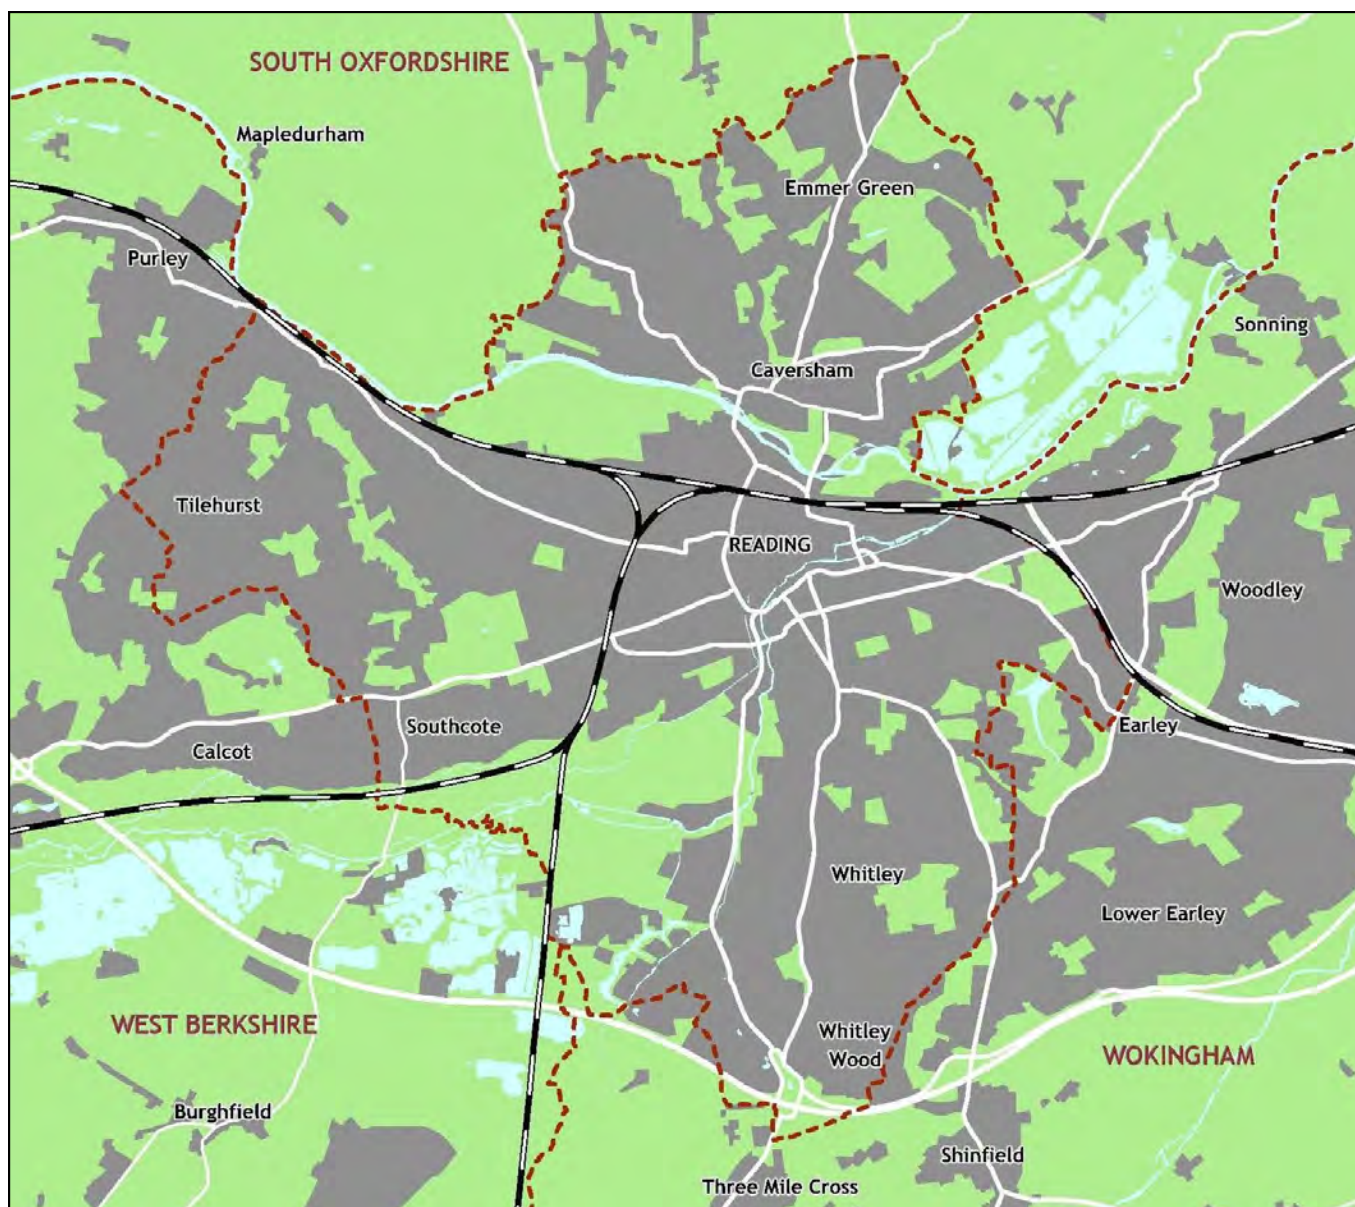 SOUTH OXFORDSHIRE
Mapledurham
Emmer Green
Purley
Sonning
Caversham
Tilehurst
READING
Woodley
Southcote
Earley
Calcot
Whitley
Lower Earley
WEST BERKSHIRE
Whitley
Wood
WOKINGHAM
Burghfield
Shinfield
Three Mile Cross